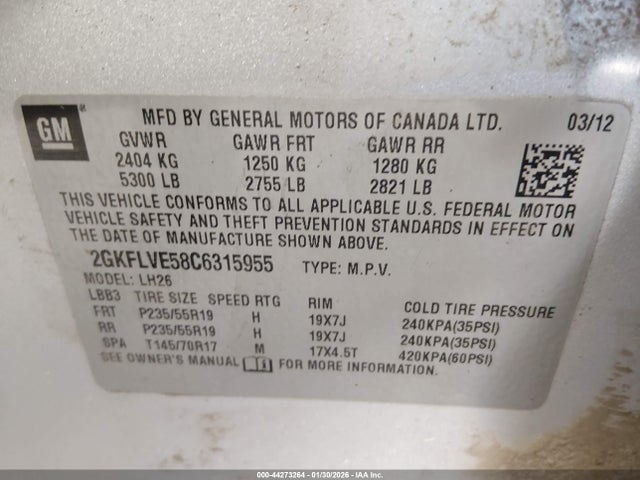 GM
MFD BY GENERAL MOTORS OF CANADA LTD. 03/12
GVWR GAWR FRT GAWR RR
2404 KG 1250 KG 1280 KG
5300 LB 2755 LB 2821 LB
THIS VEHICLE CONFORMS TO ALL APPLICABLE U.S. FEDERAL MOTOR
VEHICLE SAFETY AND THEFT PREVENTION STANDARDS IN EFFECT ON
THE DATE OF MANUFACTURE SHOWN ABOVE.
2GKFLVE58C6315955 TYPE: M.P.V.
MODEL: LH26
LBB3 TIRE SIZE SPEED RTG RIM COLD TIRE PRESSURE
FRT P235/55R19 H 19X7J 240KPA(35PSI)
RR P235/55R19 H 19X7J 240KPA(35PSI)
SPA T145/70R17 M 17X4.5T 420KPA(60PSI)
SEE OWNER'S MANUAL FOR MORE INFORMATION.
000-44273264 - 01/30/2026 - IAA Inc.